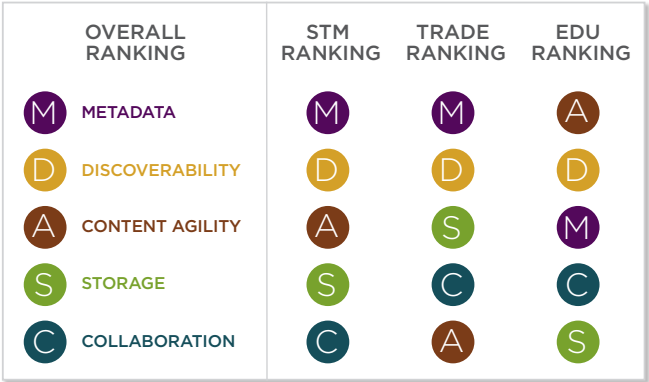 OVERALL RANKING
STM RANKING
TRADE RANKING
EDU RANKING
M METADATA M M A
D DISCOVERABILITY D D D
A CONTENT AGILITY A S M
S STORAGE S C C
C COLLABORATION C A S